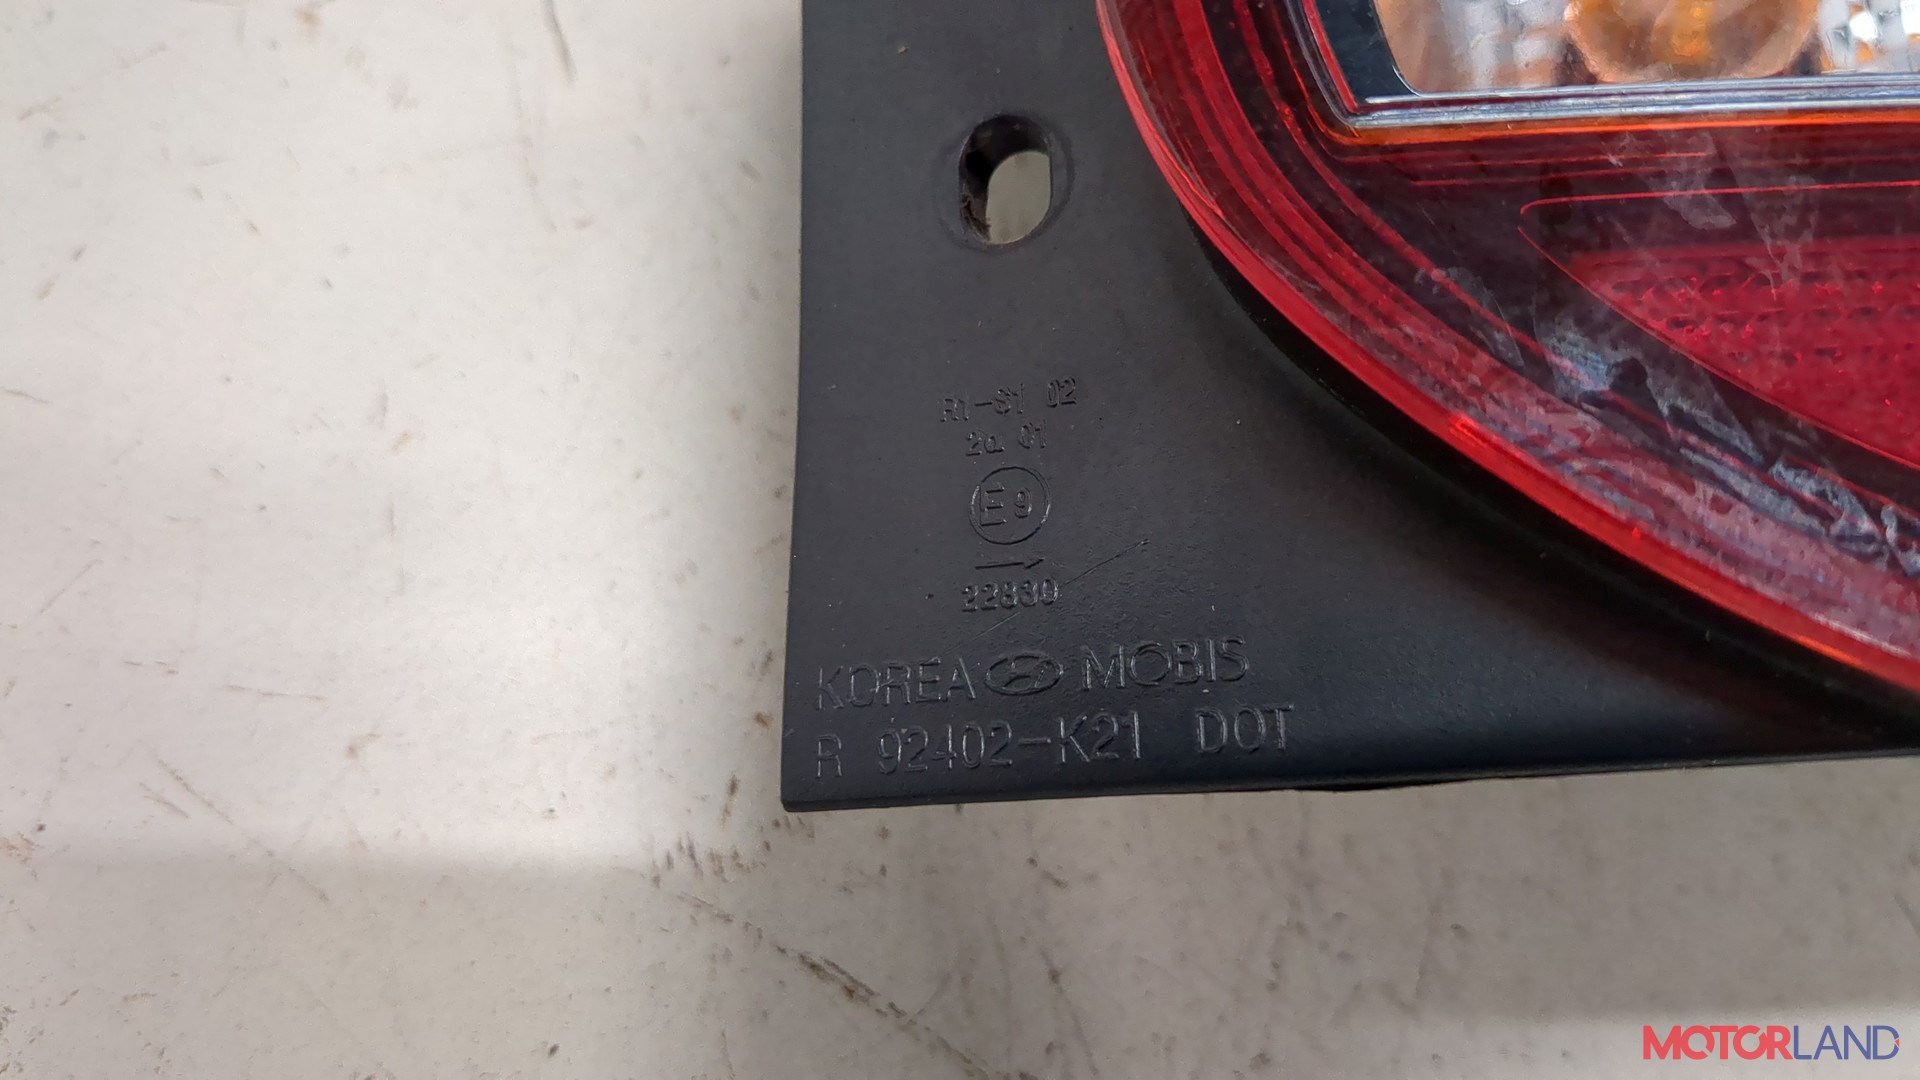 R1-S1 02
2a 01
E9
→
22830
KOREA MOBIS
R 92402-K21 DOT
MOTORLAND